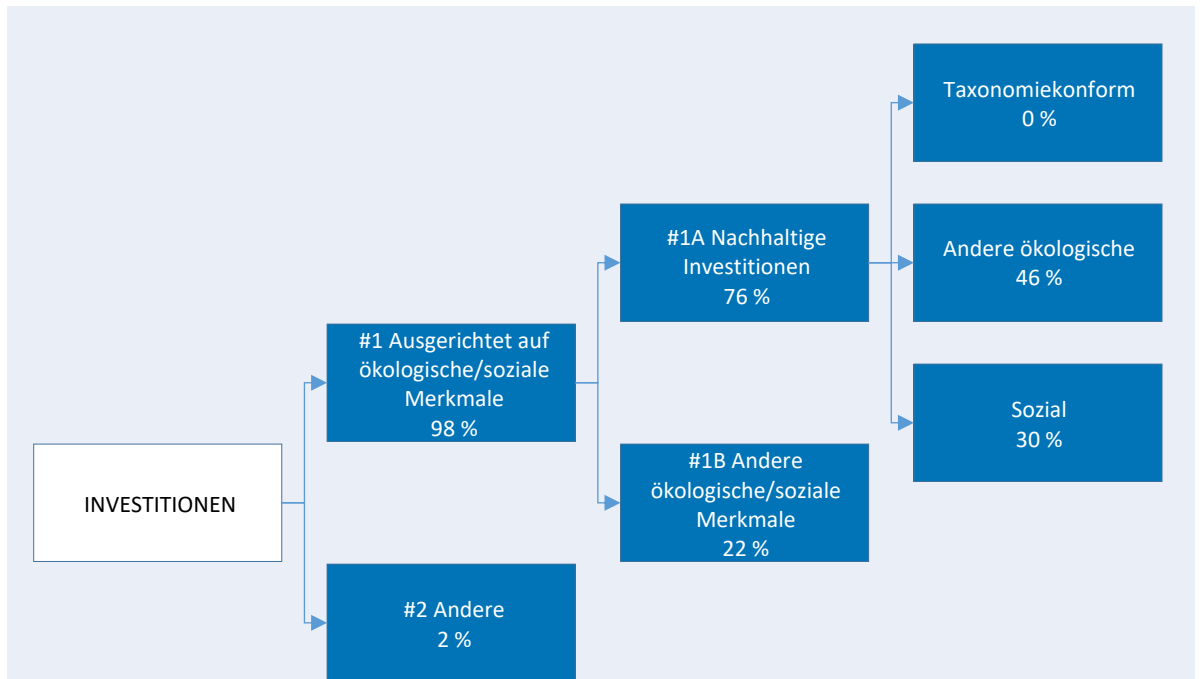 INVESTITIONEN
#1 Ausgerichtet auf
ökologische/soziale
Merkmale
98 %
#2 Andere
2 %
#1A Nachhaltige
Investitionen
76 %
#1B Andere
ökologische/soziale
Merkmale
22 %
Taxonomiekonform
0 %
Andere ökologische
46 %
Sozial
30 %